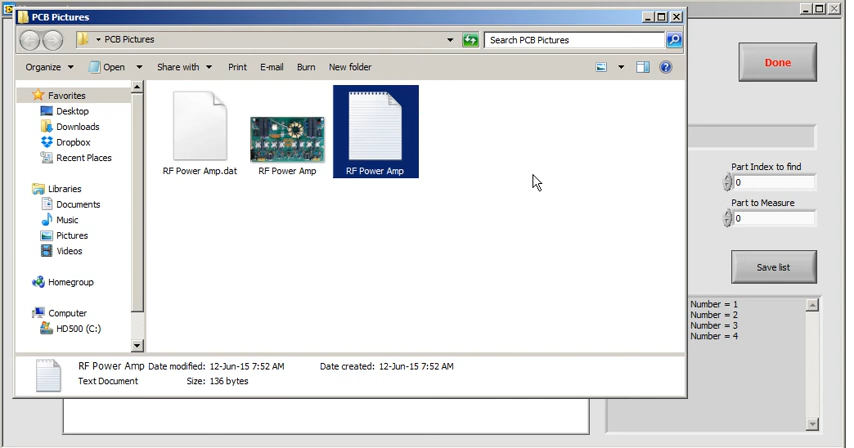 PCB Pictures
PCB Pictures
Search PCB Pictures
Organize Open Share with Print E-mail Burn New folder
Favorites
Desktop
Downloads
Dropbox
Recent Places
Libraries
Documents
Music
Pictures
Videos
Homegroup
Computer
HD500 (C:)
RF Power Amp.dat
RF Power Amp
RF Power Amp
RF Power Amp Date modified: 12-Jun-15 7:52 AM Date created: 12-Jun-15 7:52 AM
Text Document Size: 136 bytes
Done
Part Index to find
0
Part to Measure
0
Save list
Number = 1
Number = 2
Number = 3
Number = 4